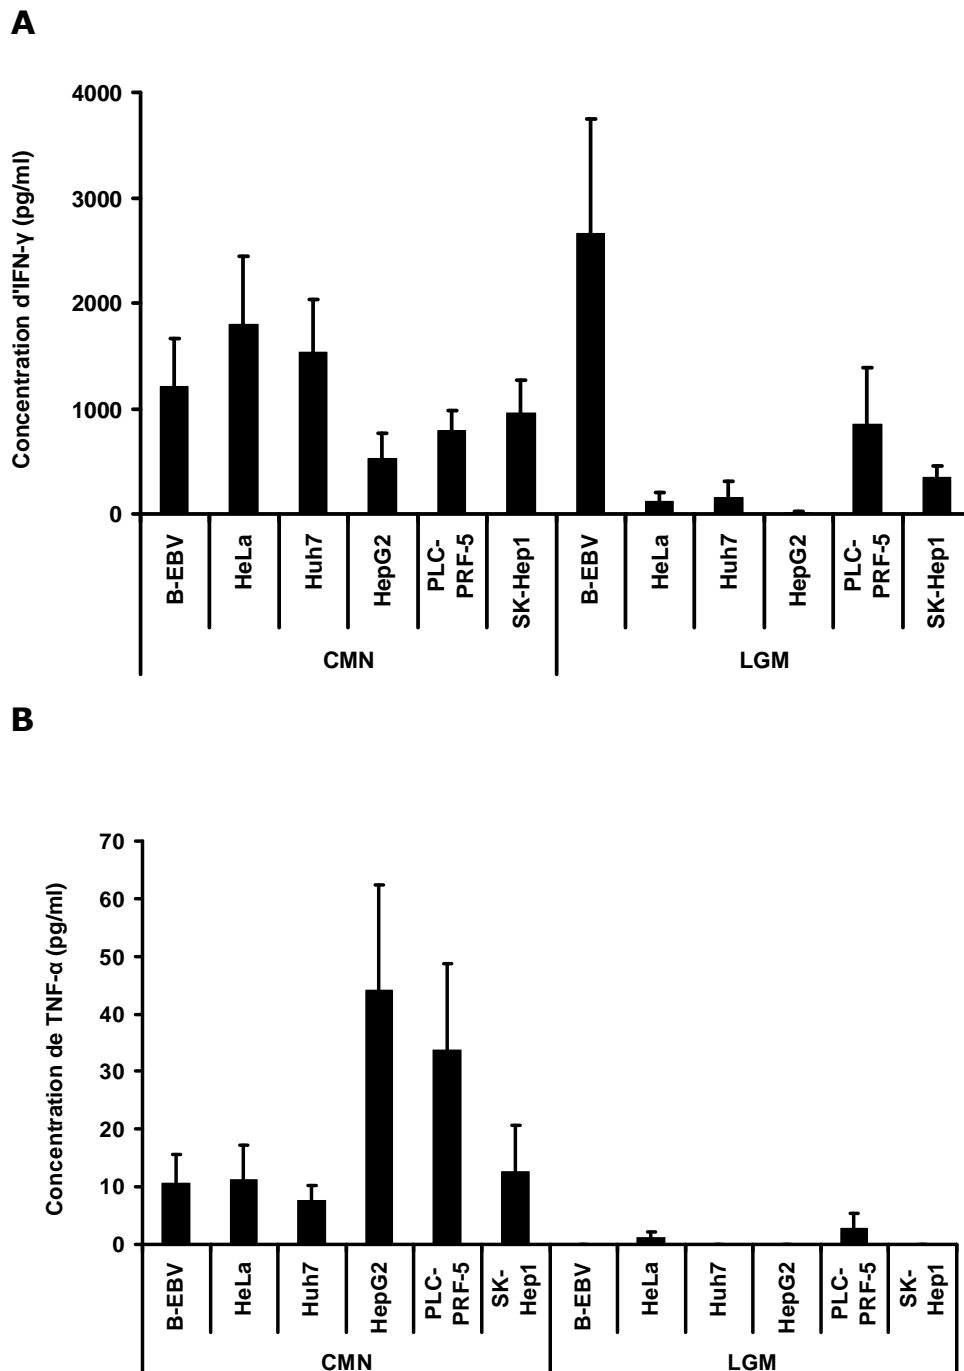 A
Concentration d'IFN-γ (pg/ml)
4000
3000
2000
1000
0
B-EBV
HeLa
Huh7
HepG2
PLC-
PRF-5
SK-Hep1
B-EBV
HeLa
Huh7
HepG2
PLC-
PRF-5
SK-Hep1
CMN
LGM
B
Concentration de TNF-α (pg/ml)
70
60
50
40
30
20
10
0
B-EBV
HeLa
Huh7
HepG2
PLC-
PRF-5
SK-
Hep1
B-EBV
HeLa
Huh7
HepG2
PLC-
PRF-5
SK-
Hep1
CMN
LGM